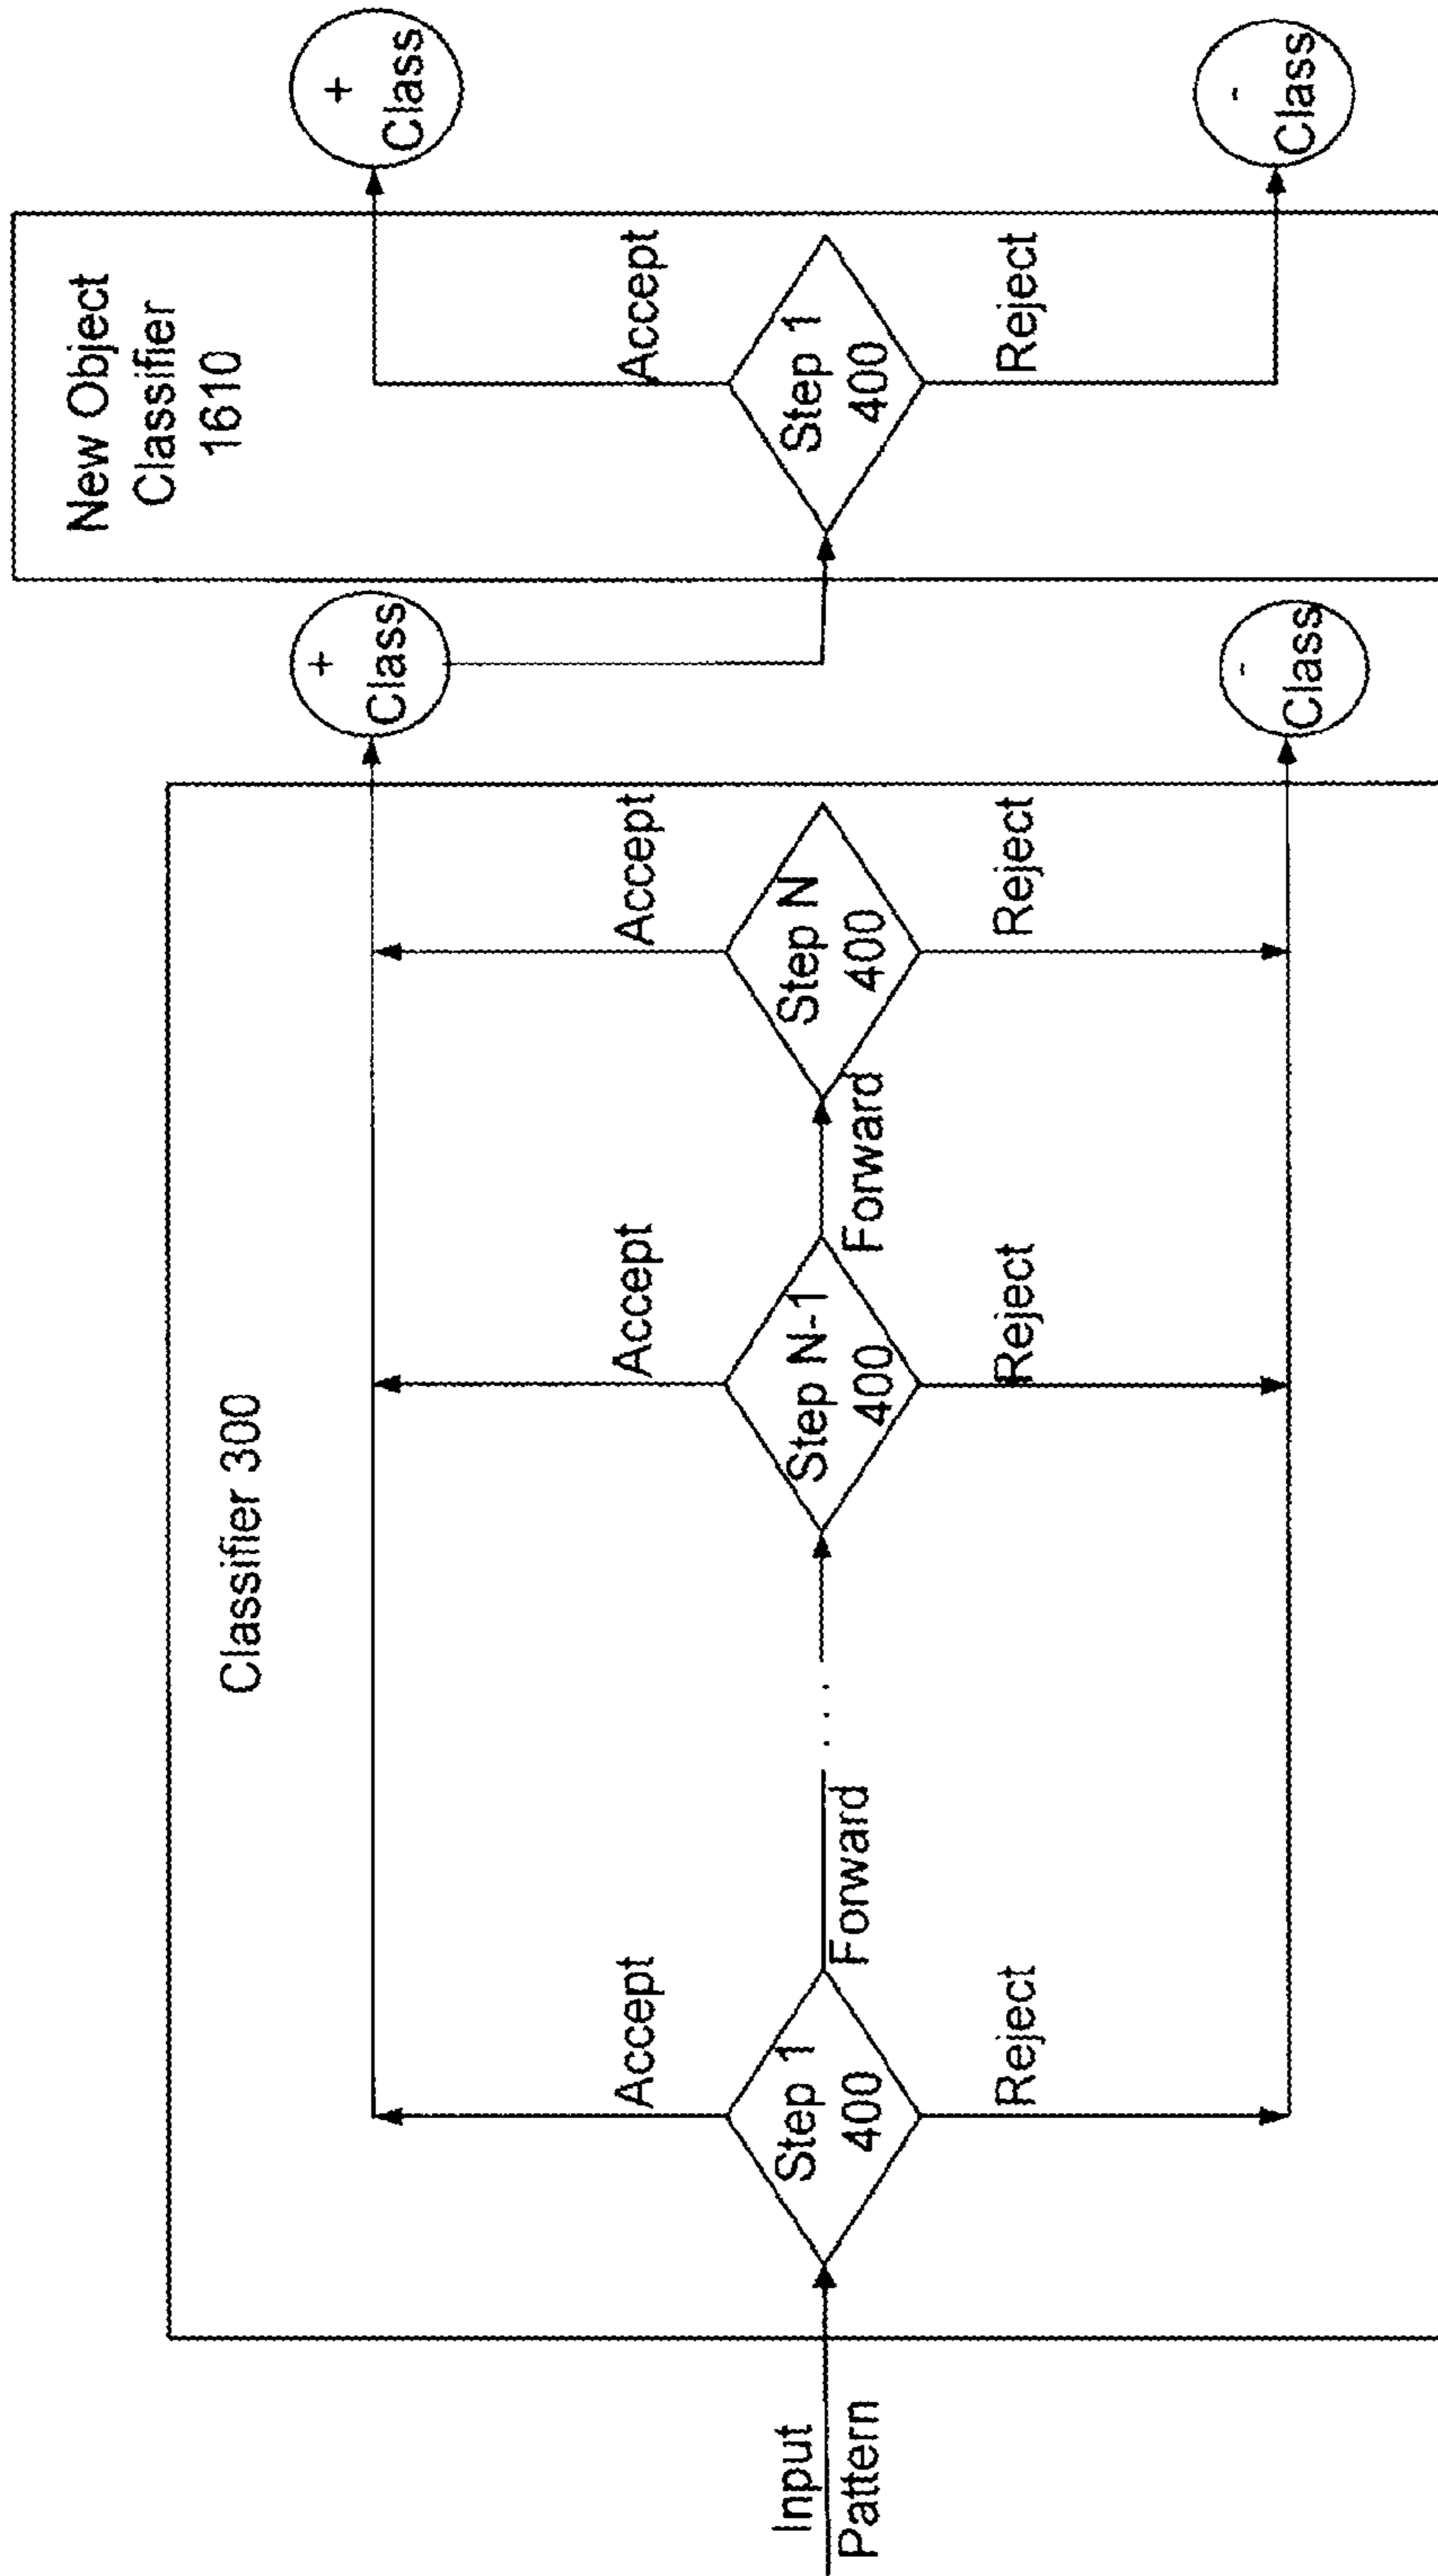 Classifier 300
New Object
Classifier
1610
Input
Pattern
Step 1
400
Accept
Reject
Forward
. . .
Step N-1
400
Accept
Reject
Forward
Step N
400
Accept
Reject
+
Class
-
Class
Step 1
400
Accept
Reject
+
Class
-
Class